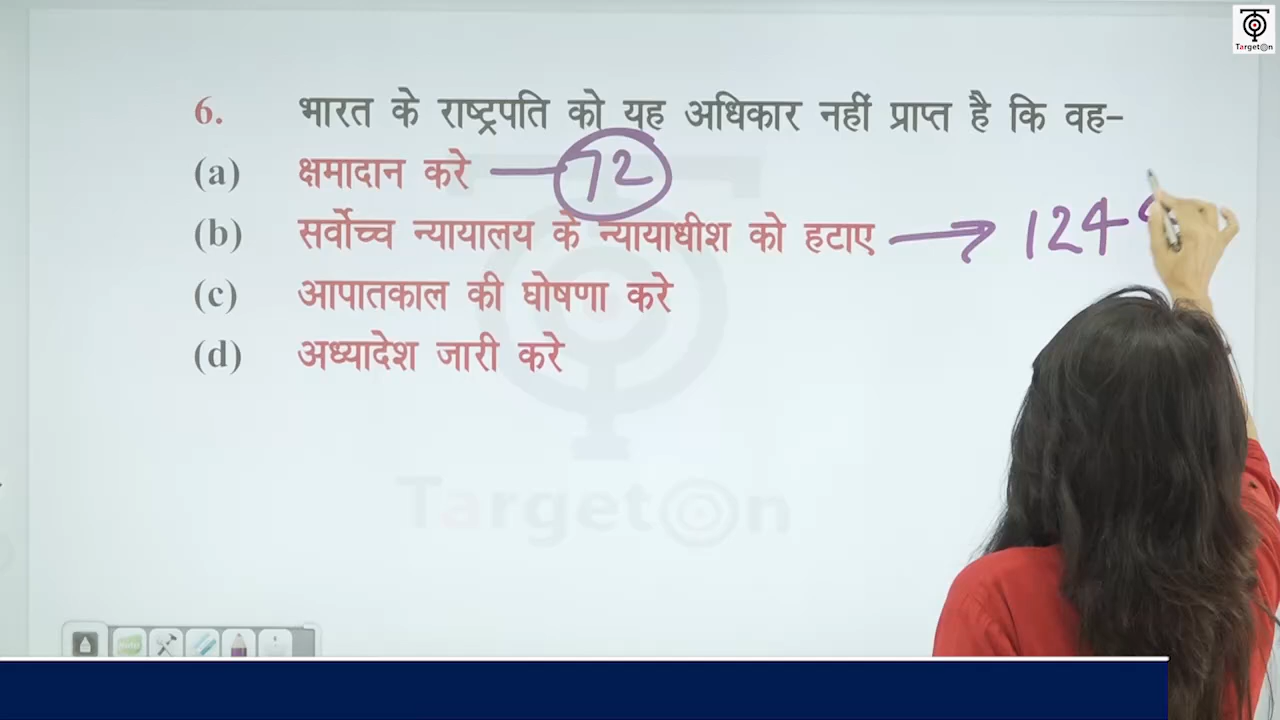 TargetOn
6. भारत के राष्ट्रपति को यह अधिकार नहीं प्राप्त है कि वह-
(a) क्षमादान करे — 72
(b) सर्वोच्च न्यायालय के न्यायाधीश को हटाए → 124
(c) आपातकाल की घोषणा करे
(d) अध्यादेश जारी करे
TargetOn